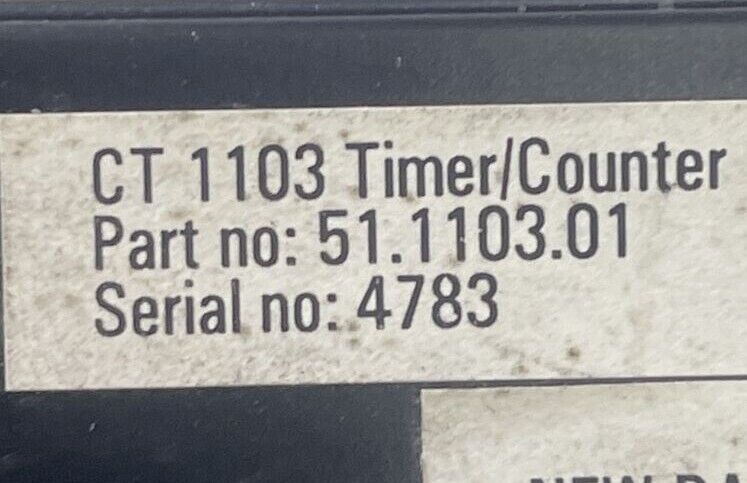 CT 1103 Timer/Counter
Part no: 51.1103.01
Serial no: 4783